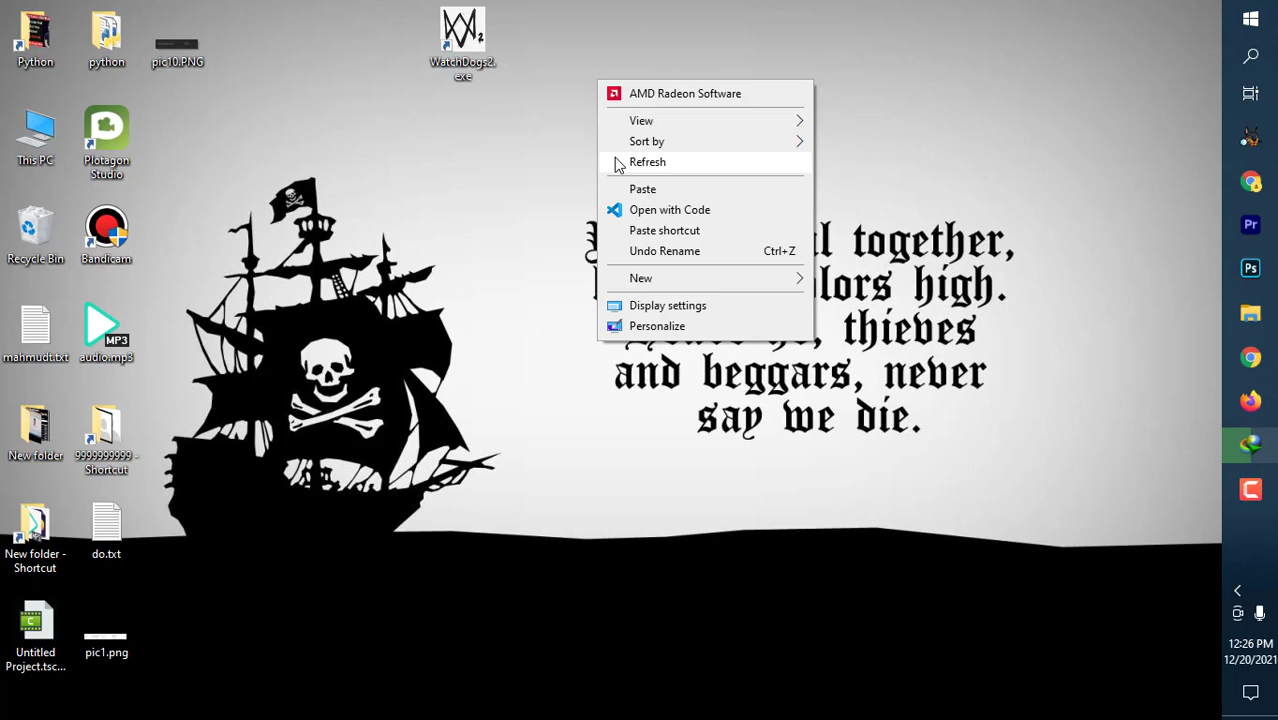 Python
python
pic10.PNG
WatchDogs2.
exe
This PC
Plotagon
Studio
Recycle Bin
Bandicam
mahmudt.txt
MP3
audio.mp3
New folder
9999999999 -
Shortcut
New folder -
Shortcut
do.txt
Untitled
Project.tsc...
pic1.png
AMD Radeon Software
View
Sort by
Refresh
Paste
Open with Code
Paste shortcut
Undo Rename Ctrl+Z
New
Display settings
Personalize
together,
high.
thieves
and beggars, never
say we die.
Pr
Ps
12:26 PM
12/20/2021